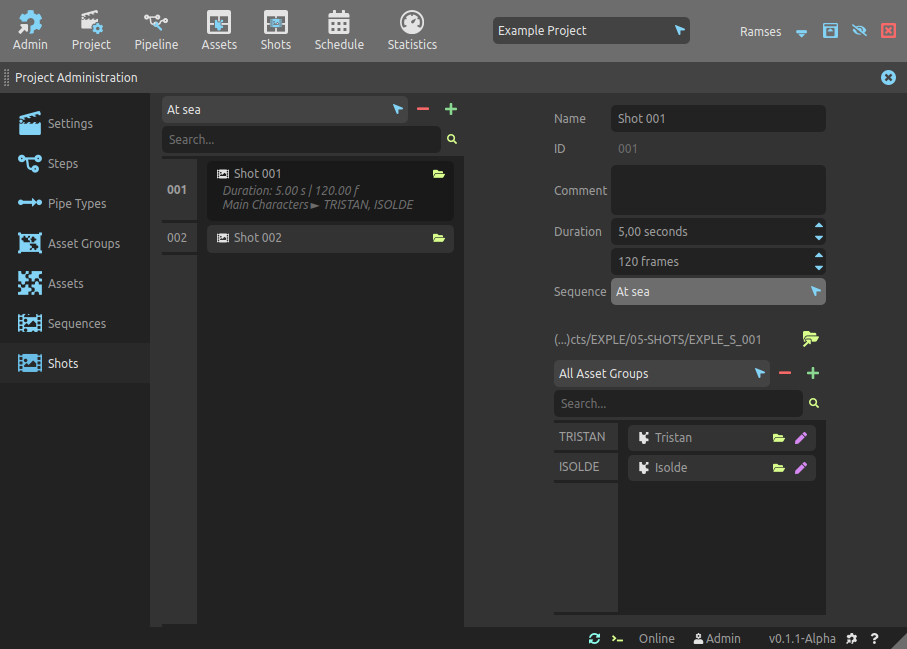 Admin
Project
Pipeline
Assets
Shots
Schedule
Statistics
Example Project
Ramses
Project Administration
Settings
Steps
Pipe Types
Asset Groups
Assets
Sequences
Shots
At sea
Search...
001
Shot 001
Duration: 5.00 s | 120.00 f
Main Characters ► TRISTAN, ISOLDE
002
Shot 002
Name
Shot 001
ID
001
Comment
Duration
5,00 seconds
120 frames
Sequence
At sea
(...)cts/EXPLE/05-SHOTS/EXPLE_S_001
All Asset Groups
Search...
TRISTAN
Tristan
ISOLDE
Isolde
Online
Admin
v0.1.1-Alpha